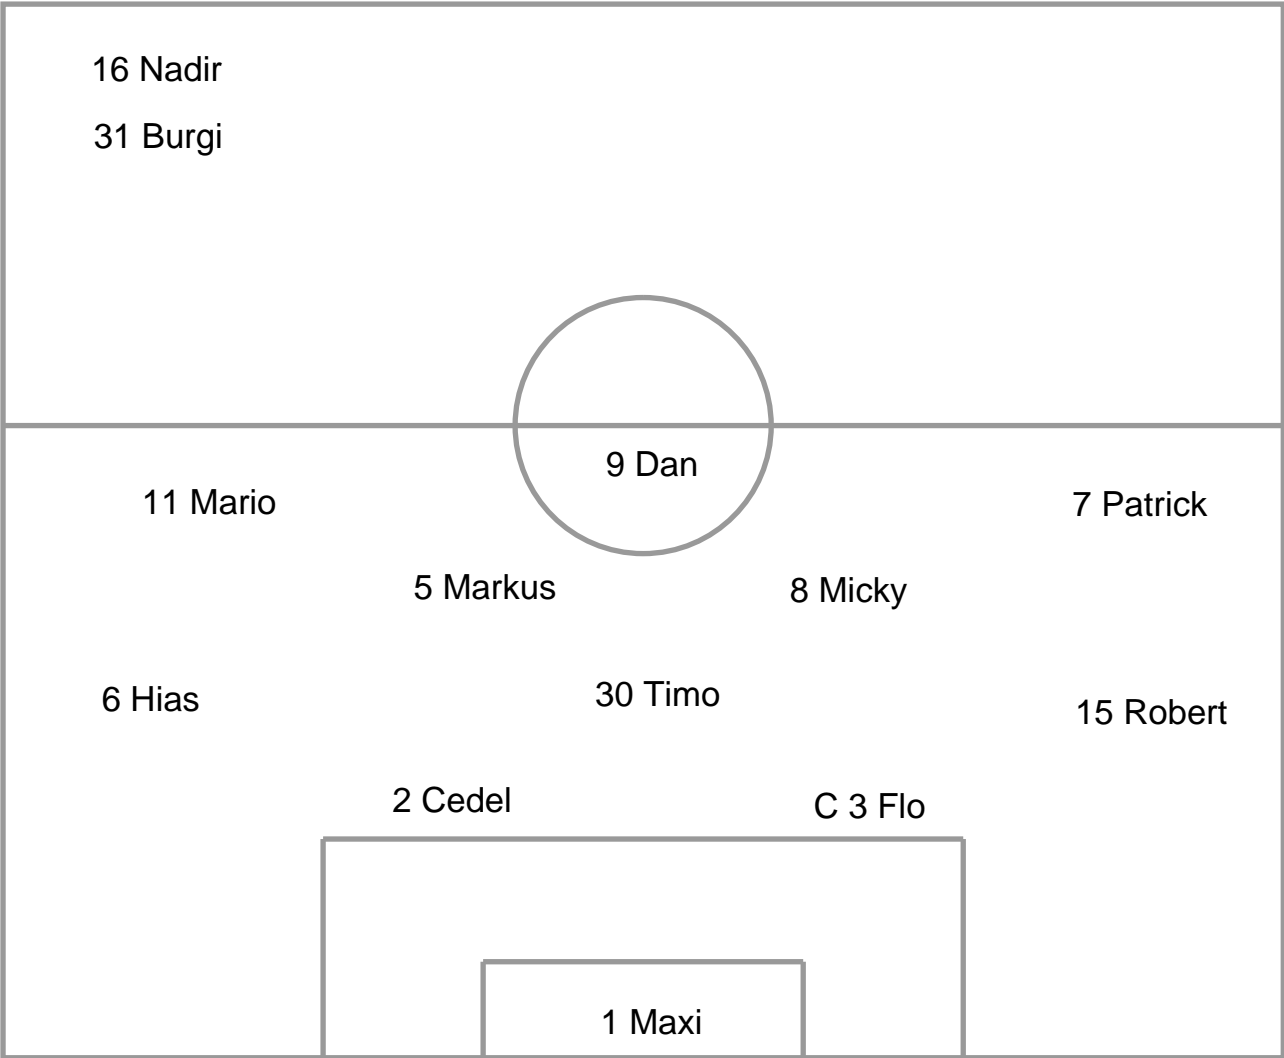 16 Nadir
31 Burgi
9 Dan
11 Mario
7 Patrick
5 Markus
8 Micky
6 Hias
30 Timo
15 Robert
2 Cedel
C 3 Flo
1 Maxi